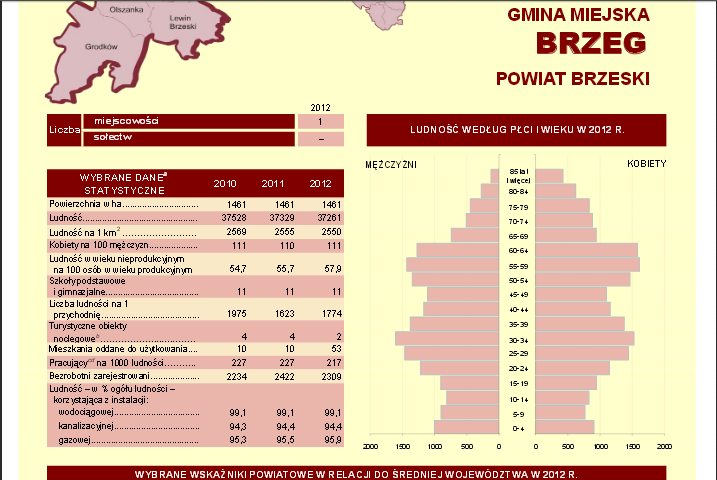 Olszanka
Lewin
Brzeski
Grodków
GMINA MIEJSKA
BRZEG
POWIAT BRZESKI
2012
Liczba
miejscowości 1
sołectw –
LUDNOŚĆ WEDŁUG PŁCI I WIEKU W 2012 R.
WYBRANE DANEª
STATYSTYCZNE 2010 2011 2012
Powierzchnia w ha 1461 1461 1461
Ludność 37528 37329 37261
Ludność na 1 km² 2569 2555 2550
Kobiety na 100 mężczyzn 111 110 111
Ludność w wieku nieprodukcyjnym
na 100 osób w wieku produkcyjnym 54,7 55,7 57,9
Szkoły podstawowe
i gimnazjalne 11 11 11
Liczba ludności na 1
przychodnię 1975 1623 1774
Turystyczne obiekty
noclegowe 4 4 2
Mieszkania oddane do użytkowania 10 10 53
Pracujący na 1000 ludności 227 227 217
Bezrobotni zarejestrowani 2234 2422 2309
Ludność – w % ogółu ludności –
korzystająca z instalacji:
wodociągowej 99,1 99,1 99,1
kanalizacyjnej 94,3 94,4 94,4
gazowej 95,3 95,5 95,9
MĘŻCZYŹNI KOBIETY
85 lat
i więcej
80-84
75-79
70-74
65-69
60-64
55-59
50-54
45-49
40-44
35-39
30-34
25-29
20-24
15-19
10-14
5-9
0-4
2000 1500 1000 500 0 0 500 1000 1500 2000
WYBRANE WSKAŹNIKI POWIATOWE W RELACJI DO ŚREDNIEJ WOJEWÓDZTWA W 2012 R.